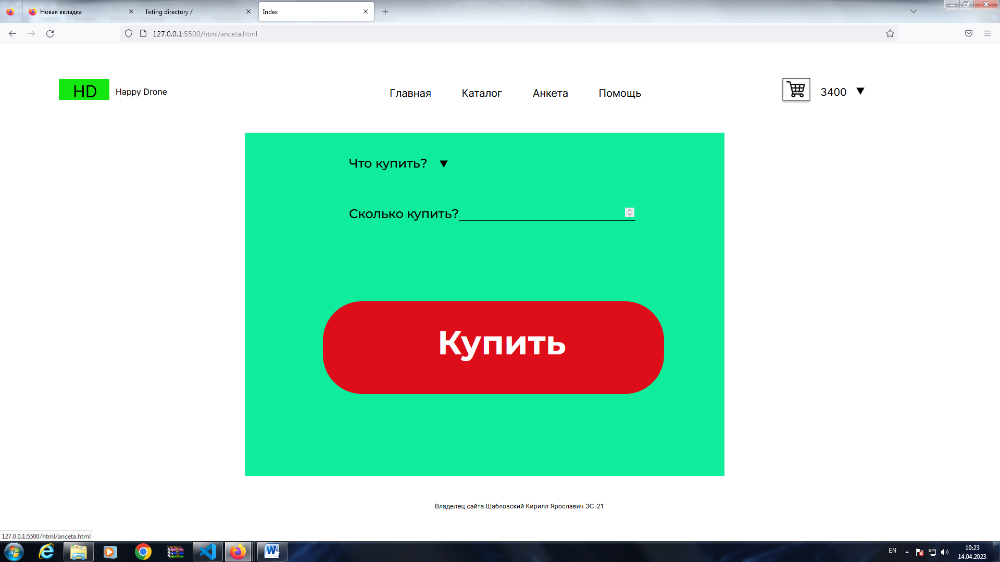 Новая вкладка
listing directory /
Index
127.0.0.1:5500/html/anceta.html
HD
Happy Drone
Главная
Каталог
Анкета
Помощь
3400 ▼
Что купить? ▼
Сколько купить?
Купить
Владелец сайта Шабловский Кирилл Ярославич ЭС-21
127.0.0.1:5500/html/anceta.html
EN
10:23
14.04.2023